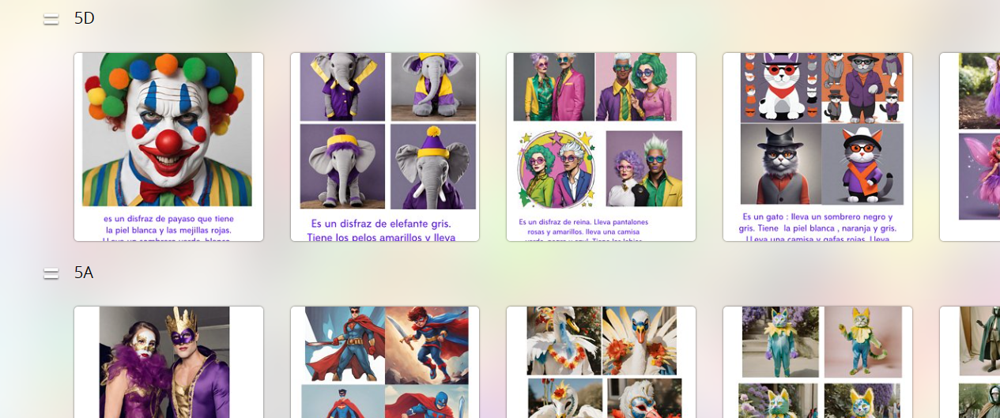 5D
es un disfraz de payaso que tiene
la piel blanca y las mejillas rojas.
Lleva un sombrero verde, blanco
Es un disfraz de elefante gris.
Tiene los pelos amarillos y lleva
Es un disfraz de reina . Lleva pantalones
rosas y amarillos. lleva una camisa
verde, negra y azul. Tiene los labios
Es un gato : lleva un sombrero negro y
gris. Tiene la piel blanca , naranja y gris.
LLeva una camisa y gafas rojas. Lleva
5A